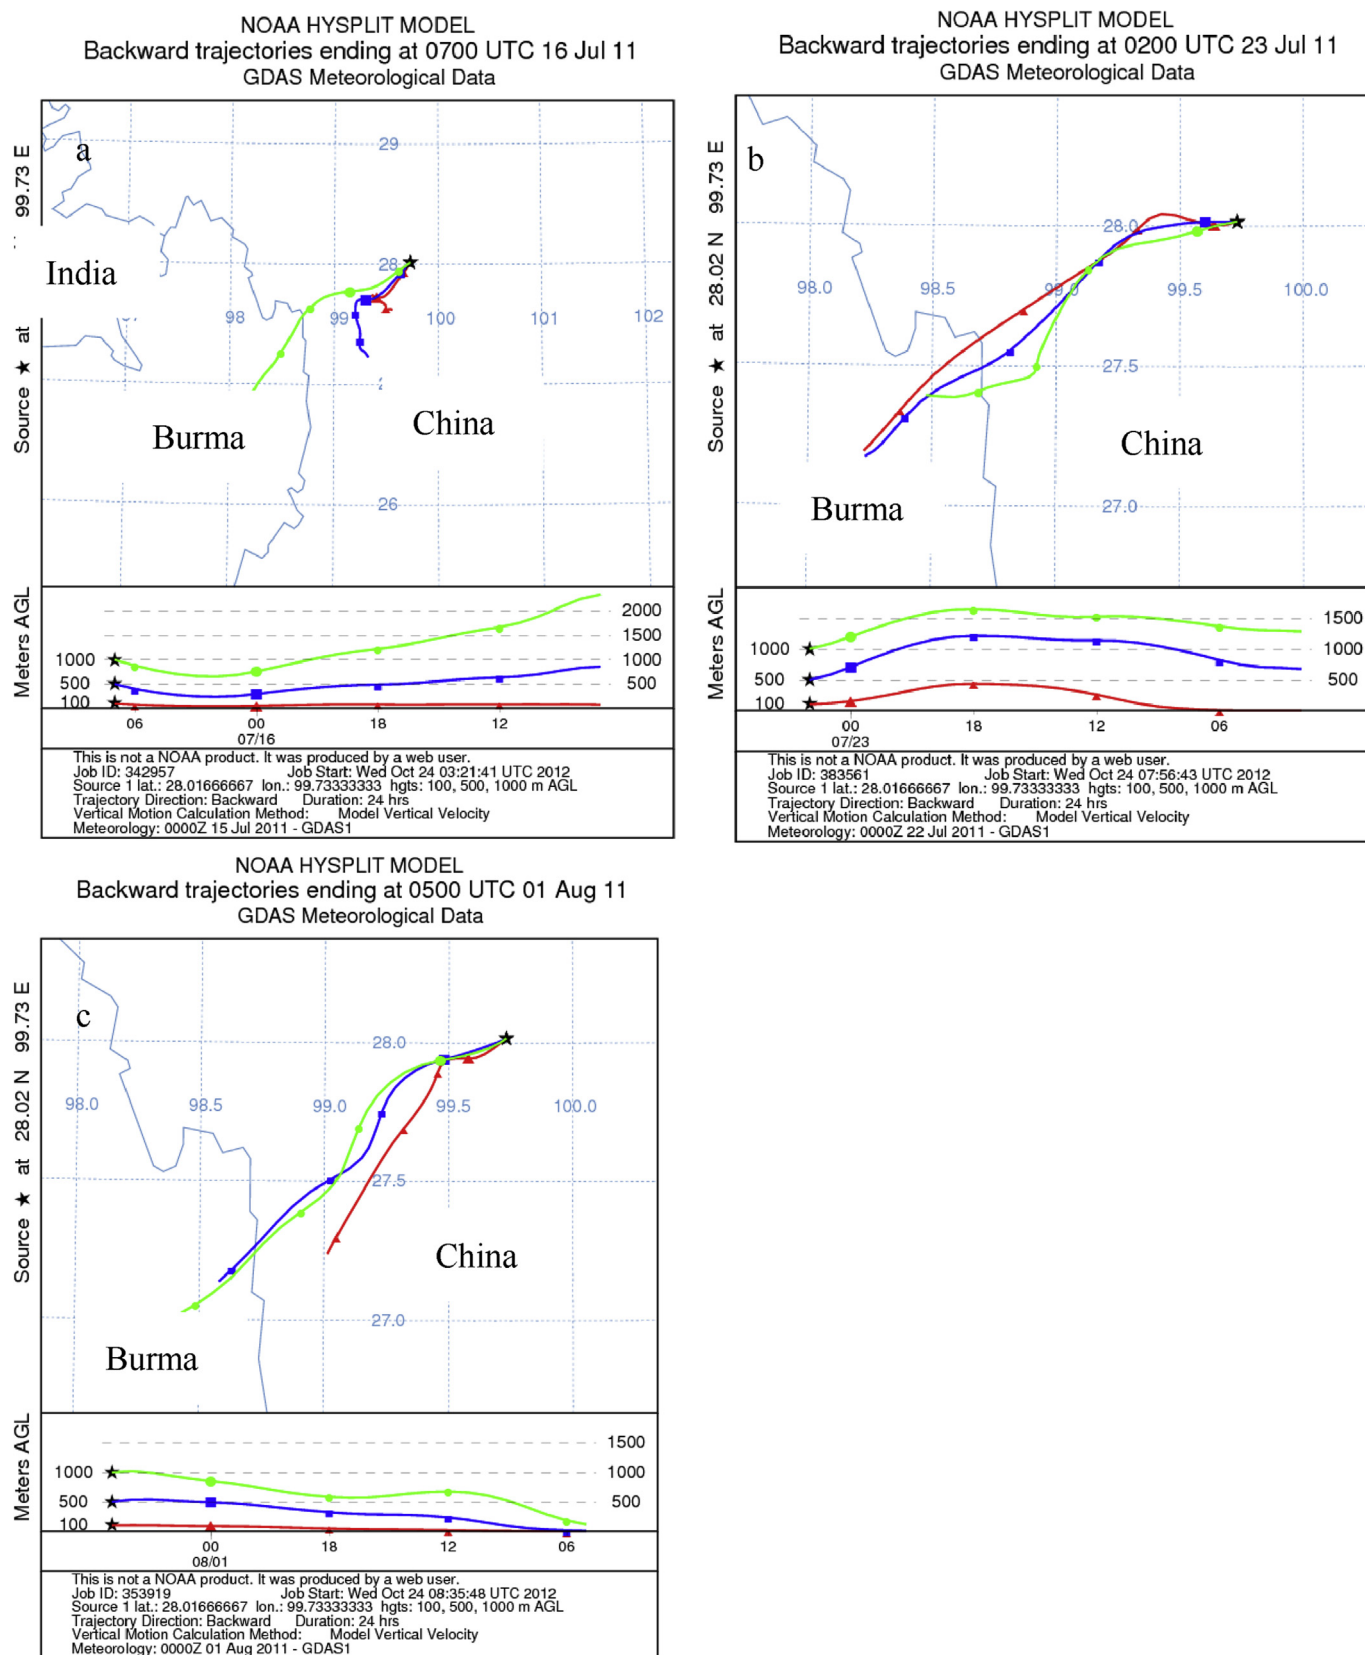 NOAA HYSPLIT MODEL
Backward trajectories ending at 0700 UTC 16 Jul 11
GDAS Meteorological Data
Source ★ at 28.02 N 99.73 E
a
29
28
India
98
99
100
101
102
Burma
China
26
Meters AGL
2000
1500
1000
1000
500
500
100
06
00
18
12
07/16
This is not a NOAA product. It was produced by a web user.
Job ID: 342957 Job Start: Wed Oct 24 03:21:41 UTC 2012
Source 1 lat.: 28.01666667 lon.: 99.73333333 hgts: 100, 500, 1000 m AGL
Trajectory Direction: Backward Duration: 24 hrs
Vertical Motion Calculation Method: Model Vertical Velocity
Meteorology: 0000Z 15 Jul 2011 - GDAS1
NOAA HYSPLIT MODEL
Backward trajectories ending at 0200 UTC 23 Jul 11
GDAS Meteorological Data
Source ★ at 28.02 N 99.73 E
b
28.0
98.0
98.5
99.0
99.5
100.0
27.5
China
Burma
27.0
Meters AGL
1500
1000
1000
500
500
100
00
18
12
06
07/23
This is not a NOAA product. It was produced by a web user.
Job ID: 383561 Job Start: Wed Oct 24 07:56:43 UTC 2012
Source 1 lat.: 28.01666667 lon.: 99.73333333 hgts: 100, 500, 1000 m AGL
Trajectory Direction: Backward Duration: 24 hrs
Vertical Motion Calculation Method: Model Vertical Velocity
Meteorology: 0000Z 22 Jul 2011 - GDAS1
NOAA HYSPLIT MODEL
Backward trajectories ending at 0500 UTC 01 Aug 11
GDAS Meteorological Data
Source ★ at 28.02 N 99.73 E
c
28.0
98.0
98.5
99.0
99.5
100.0
27.5
China
27.0
Burma
Meters AGL
1500
1000
1000
500
500
100
00
18
12
06
08/01
This is not a NOAA product. It was produced by a web user.
Job ID: 353919 Job Start: Wed Oct 24 08:35:48 UTC 2012
Source 1 lat.: 28.01666667 lon.: 99.73333333 hgts: 100, 500, 1000 m AGL
Trajectory Direction: Backward Duration: 24 hrs
Vertical Motion Calculation Method: Model Vertical Velocity
Meteorology: 0000Z 01 Aug 2011 - GDAS1